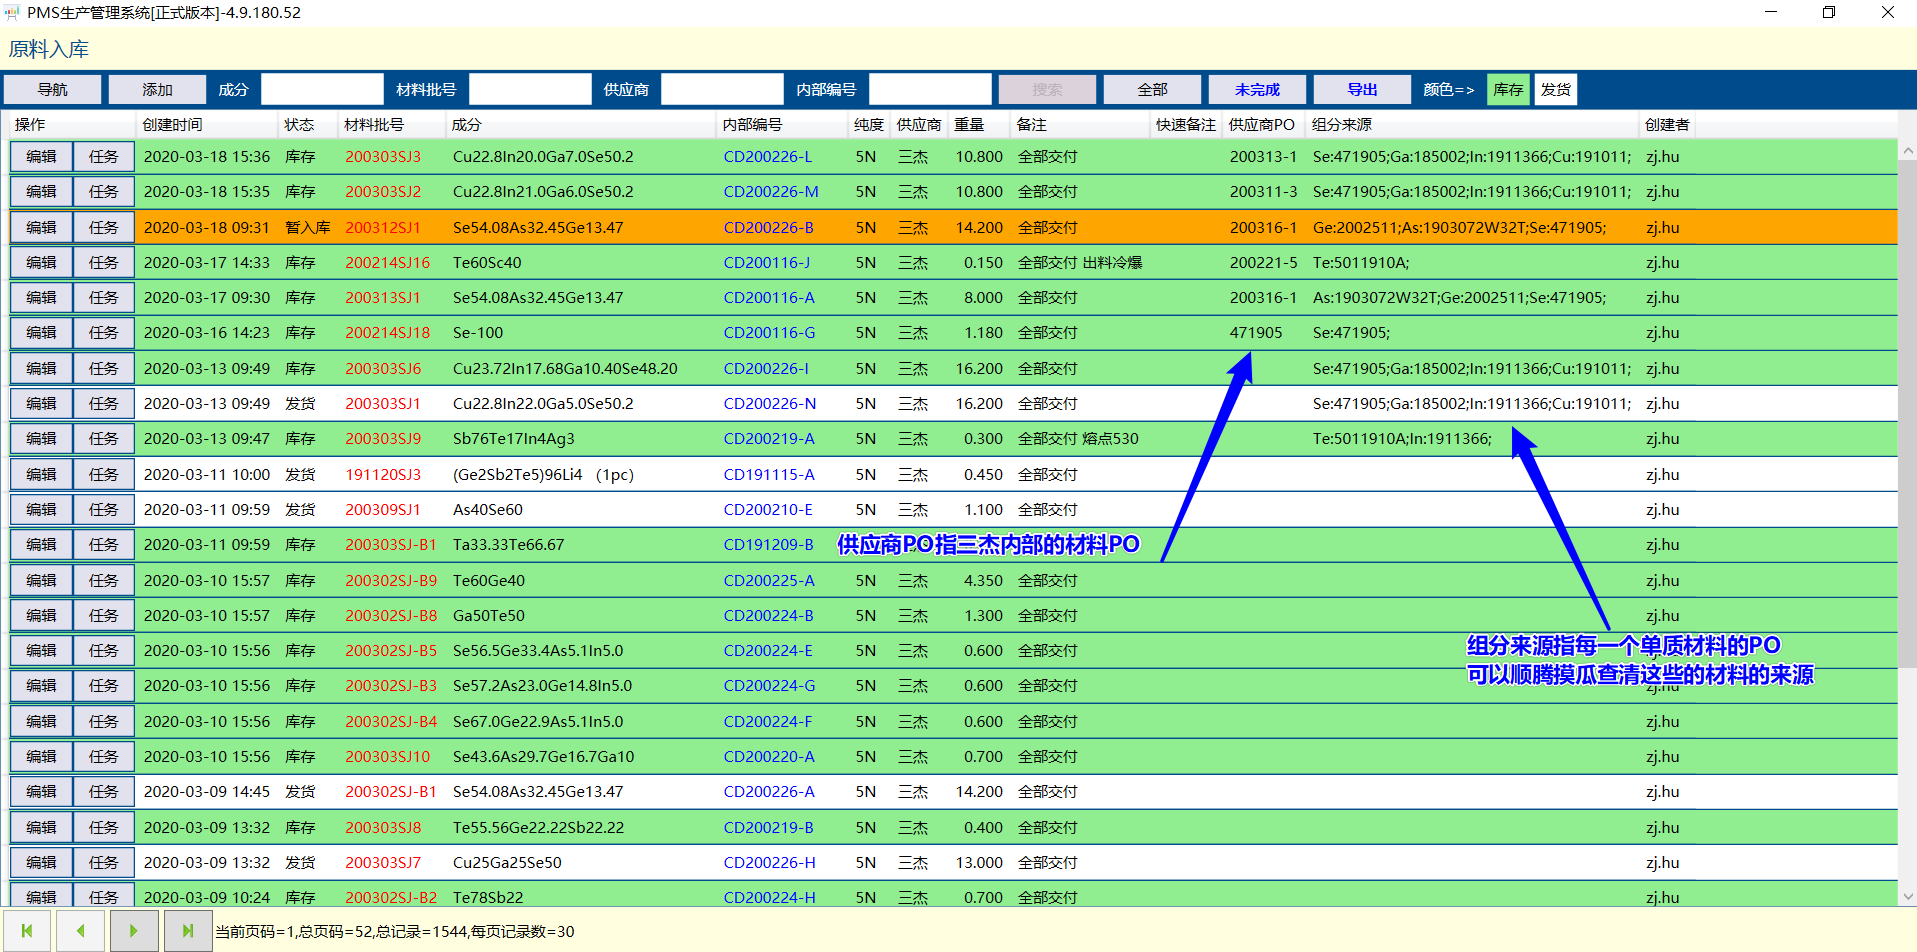 PMS生产管理系统[正式版本]-4.9.180.52
原料入库
导航 添加 成分 材料批号 供应商 内部编号 搜索 全部 未完成 导出 颜色=> 库存 发货
操作 创建时间 状态 材料批号 成分 内部编号 纯度 供应商 重量 备注 快速备注 供应商PO 组分来源 创建者
编辑 任务 2020-03-18 15:36 库存 200303SJ3 Cu22.8In20.0Ga7.0Se50.2 CD200226-L 5N 三杰 10.800 全部交付 200313-1 Se:471905;Ga:185002;In:1911366;Cu:191011; zj.hu
编辑 任务 2020-03-18 15:35 库存 200303SJ2 Cu22.8In21.0Ga6.0Se50.2 CD200226-M 5N 三杰 10.800 全部交付 200311-3 Se:471905;Ga:185002;In:1911366;Cu:191011; zj.hu
编辑 任务 2020-03-18 09:31 暂入库 200312SJ1 Se54.08As32.45Ge13.47 CD200226-B 5N 三杰 14.200 全部交付 200316-1 Ge:2002511;As:1903072W32T;Se:471905; zj.hu
编辑 任务 2020-03-17 14:33 库存 200214SJ16 Te60Sc40 CD200116-J 5N 三杰 0.150 全部交付 出料冷爆 200221-5 Te:5011910A; zj.hu
编辑 任务 2020-03-17 09:30 库存 200313SJ1 Se54.08As32.45Ge13.47 CD200116-A 5N 三杰 8.000 全部交付 200316-1 As:1903072W32T;Ge:2002511;Se:471905; zj.hu
编辑 任务 2020-03-16 14:23 库存 200214SJ18 Se-100 CD200116-G 5N 三杰 1.180 全部交付 471905 Se:471905; zj.hu
编辑 任务 2020-03-13 09:49 库存 200303SJ6 Cu23.72In17.68Ga10.40Se48.20 CD200226-I 5N 三杰 16.200 全部交付 Se:471905;Ga:185002;In:1911366;Cu:191011; zj.hu
编辑 任务 2020-03-13 09:49 发货 200303SJ1 Cu22.8In22.0Ga5.0Se50.2 CD200226-N 5N 三杰 16.200 全部交付 Se:471905;Ga:185002;In:1911366;Cu:191011; zj.hu
编辑 任务 2020-03-13 09:47 库存 200303SJ9 Sb76Te17In4Ag3 CD200219-A 5N 三杰 0.300 全部交付 熔点530 Te:5011910A;In:1911366; zj.hu
编辑 任务 2020-03-11 10:00 发货 191120SJ3 (Ge2Sb2Te5)96Li4 （1pc） CD191115-A 5N 三杰 0.450 全部交付 zj.hu
编辑 任务 2020-03-11 09:59 发货 200309SJ1 As40Se60 CD200210-E 5N 三杰 1.100 全部交付 zj.hu
编辑 任务 2020-03-11 09:59 库存 200303SJ-B1 Ta33.33Te66.67 CD191209-B 供应商PO指三杰内部的材料PO zj.hu
编辑 任务 2020-03-10 15:57 库存 200302SJ-B9 Te60Ge40 CD200225-A 5N 三杰 4.350 全部交付 zj.hu
编辑 任务 2020-03-10 15:57 库存 200302SJ-B8 Ga50Te50 CD200224-B 5N 三杰 1.300 全部交付 zj.hu
编辑 任务 2020-03-10 15:56 库存 200302SJ-B5 Se56.5Ge33.4As5.1In5.0 CD200224-E 5N 三杰 0.600 全部交付 zj.hu
组分来源指每一个单质材料的PO
可以顺腾摸瓜查清这些的材料的来源
编辑 任务 2020-03-10 15:56 库存 200302SJ-B3 Se57.2As23.0Ge14.8In5.0 CD200224-G 5N 三杰 0.600 全部交付 zj.hu
编辑 任务 2020-03-10 15:56 库存 200302SJ-B4 Se67.0Ge22.9As5.1In5.0 CD200224-F 5N 三杰 0.600 全部交付 zj.hu
编辑 任务 2020-03-10 15:56 库存 200303SJ10 Se43.6As29.7Ge16.7Ga10 CD200220-A 5N 三杰 0.700 全部交付 zj.hu
编辑 任务 2020-03-09 14:45 发货 200302SJ-B1 Se54.08As32.45Ge13.47 CD200226-A 5N 三杰 14.200 全部交付 zj.hu
编辑 任务 2020-03-09 13:32 库存 200303SJ8 Te55.56Ge22.22Sb22.22 CD200219-B 5N 三杰 0.400 全部交付 zj.hu
编辑 任务 2020-03-09 13:32 发货 200303SJ7 Cu25Ga25Se50 CD200226-H 5N 三杰 13.000 全部交付 zj.hu
编辑 任务 2020-03-09 10:24 库存 200302SJ-B2 Te78Sb22 CD200224-H 5N 三杰 0.700 全部交付 zj.hu
当前页码=1,总页码=52,总记录=1544,每页记录数=30